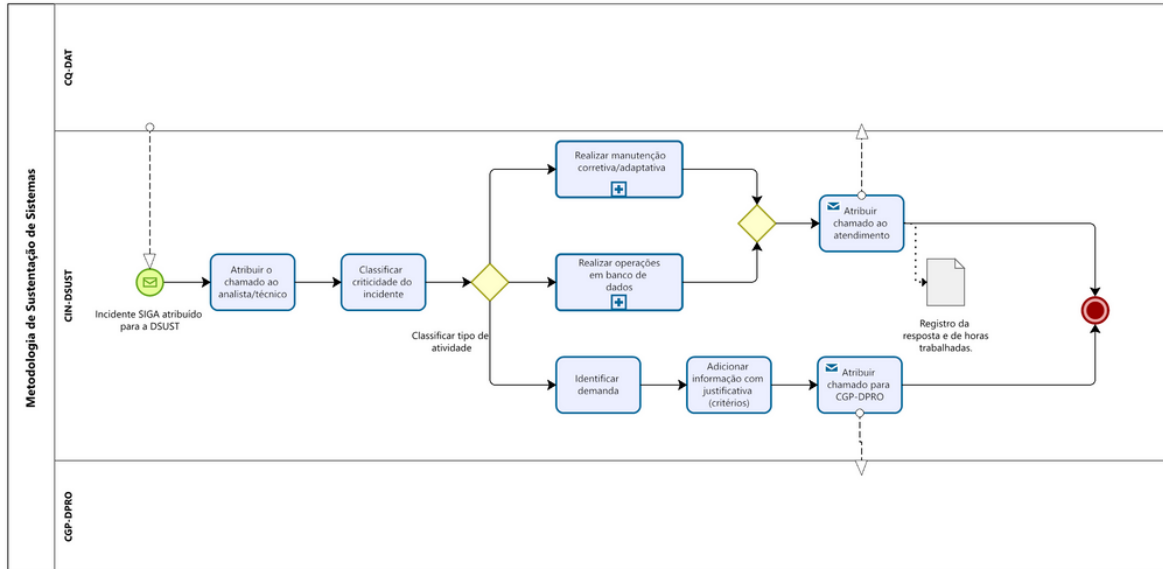 Metodologia de Sustentação de Sistemas
CQ-DAT
CIN-DSUST
CGP-DPRO
Incidente SIGA atribuído
para a DSUST
Atribuir o
chamado ao
analista/técnico
Classificar
criticidade do
incidente
Classificar tipo de
atividade
Realizar manutenção
corretiva/adaptativa
Realizar operações
em banco de
dados
Identificar
demanda
Adicionar
informação com
justificativa
(critérios)
Atribuir
chamado ao
atendimento
Registro da
resposta e de horas
trabalhadas.
Atribuir
chamado para
CGP-DPRO